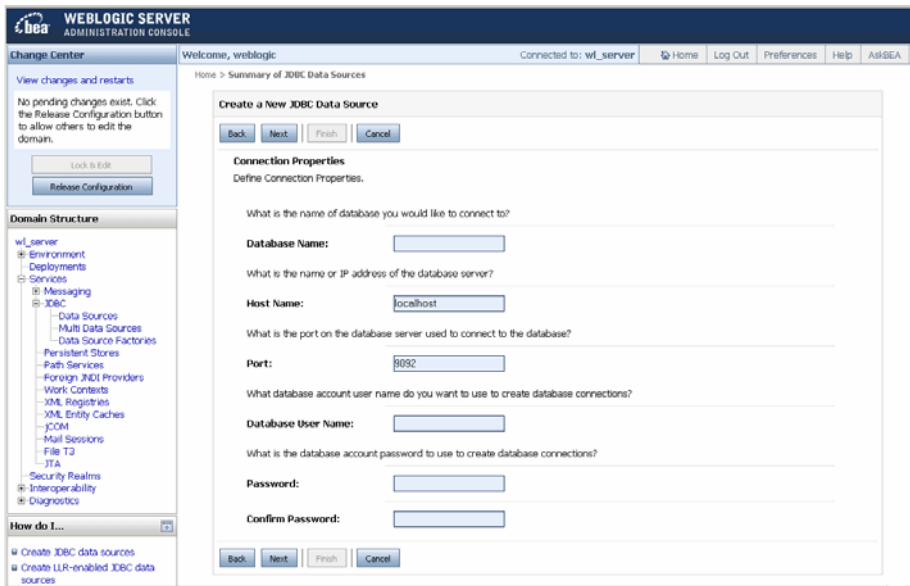 bea
WEBLOGIC SERVER
ADMINISTRATION CONSOLE
Change Center
View changes and restarts
No pending changes exist. Click
the Release Configuration button
to allow others to edit the
domain.
Lock & Edit
Release Configuration
Domain Structure
wl_server
Environment
Deployments
Services
Messaging
JDBC
Data Sources
Multi Data Sources
Data Source Factories
Persistent Stores
Path Services
Foreign JNDI Providers
Work Contexts
XML Registries
XML Entity Caches
jCOM
Mail Sessions
File T3
JTA
Security Realms
Interoperability
Diagnostics
How do I...
Create JDBC data sources
Create LLR-enabled JDBC data
sources
Welcome, weblogic
Connected to: wl_server
Home
Log Out
Preferences
Help
AskBEA
Home > Summary of JDBC Data Sources
Create a New JDBC Data Source
Back Next Finish Cancel
Connection Properties
Define Connection Properties.
What is the name of database you would like to connect to?
Database Name:
What is the name or IP address of the database server?
Host Name: localhost
What is the port on the database server used to connect to the database?
Port: 9092
What database account user name do you want to use to create database connections?
Database User Name:
What is the database account password to use to create database connections?
Password:
Confirm Password:
Back Next Finish Cancel